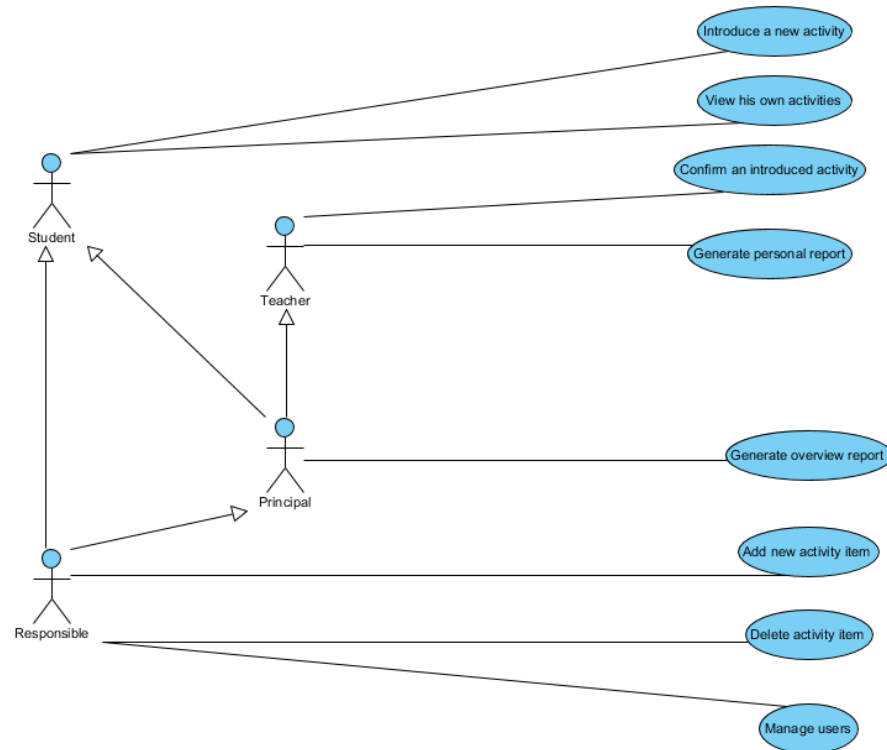 Introduce a new activity
View his own activities
Confirm an introduced activity
Student
Generate personal report
Teacher
Generate overview report
Principal
Add new activity item
Responsible
Delete activity item
Manage users